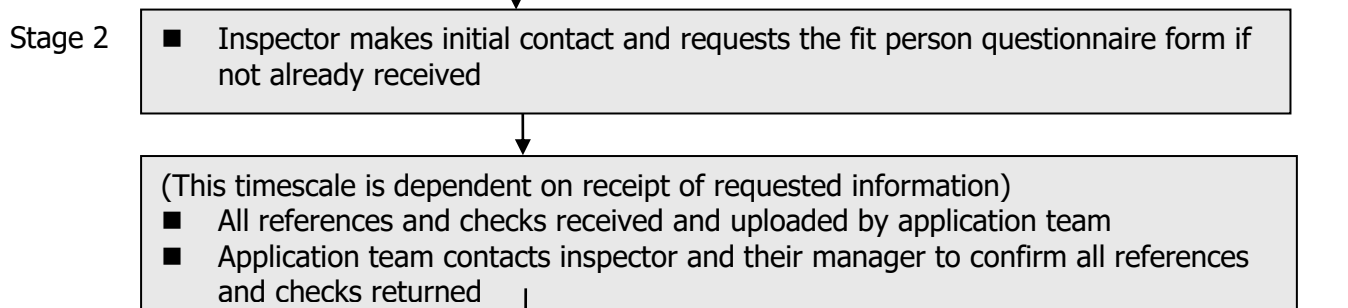 Stage 2
■ Inspector makes initial contact and requests the fit person questionnaire form if
not already received
(This timescale is dependent on receipt of requested information)
■ All references and checks received and uploaded by application team
■ Application team contacts inspector and their manager to confirm all references
and checks returned